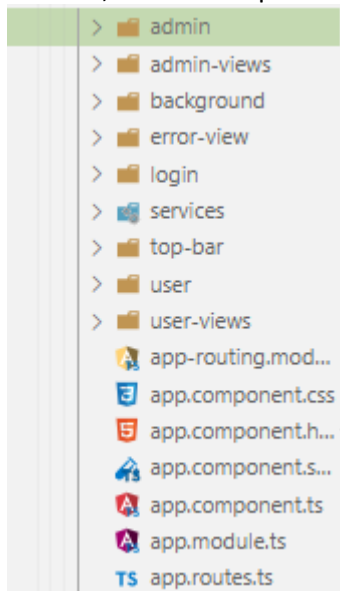 admin
admin-views
background
error-view
login
services
top-bar
user
user-views
app-routing.mod...
app.component.css
app.component.h...
app.component.s...
app.component.ts
app.module.ts
TS app.routes.ts